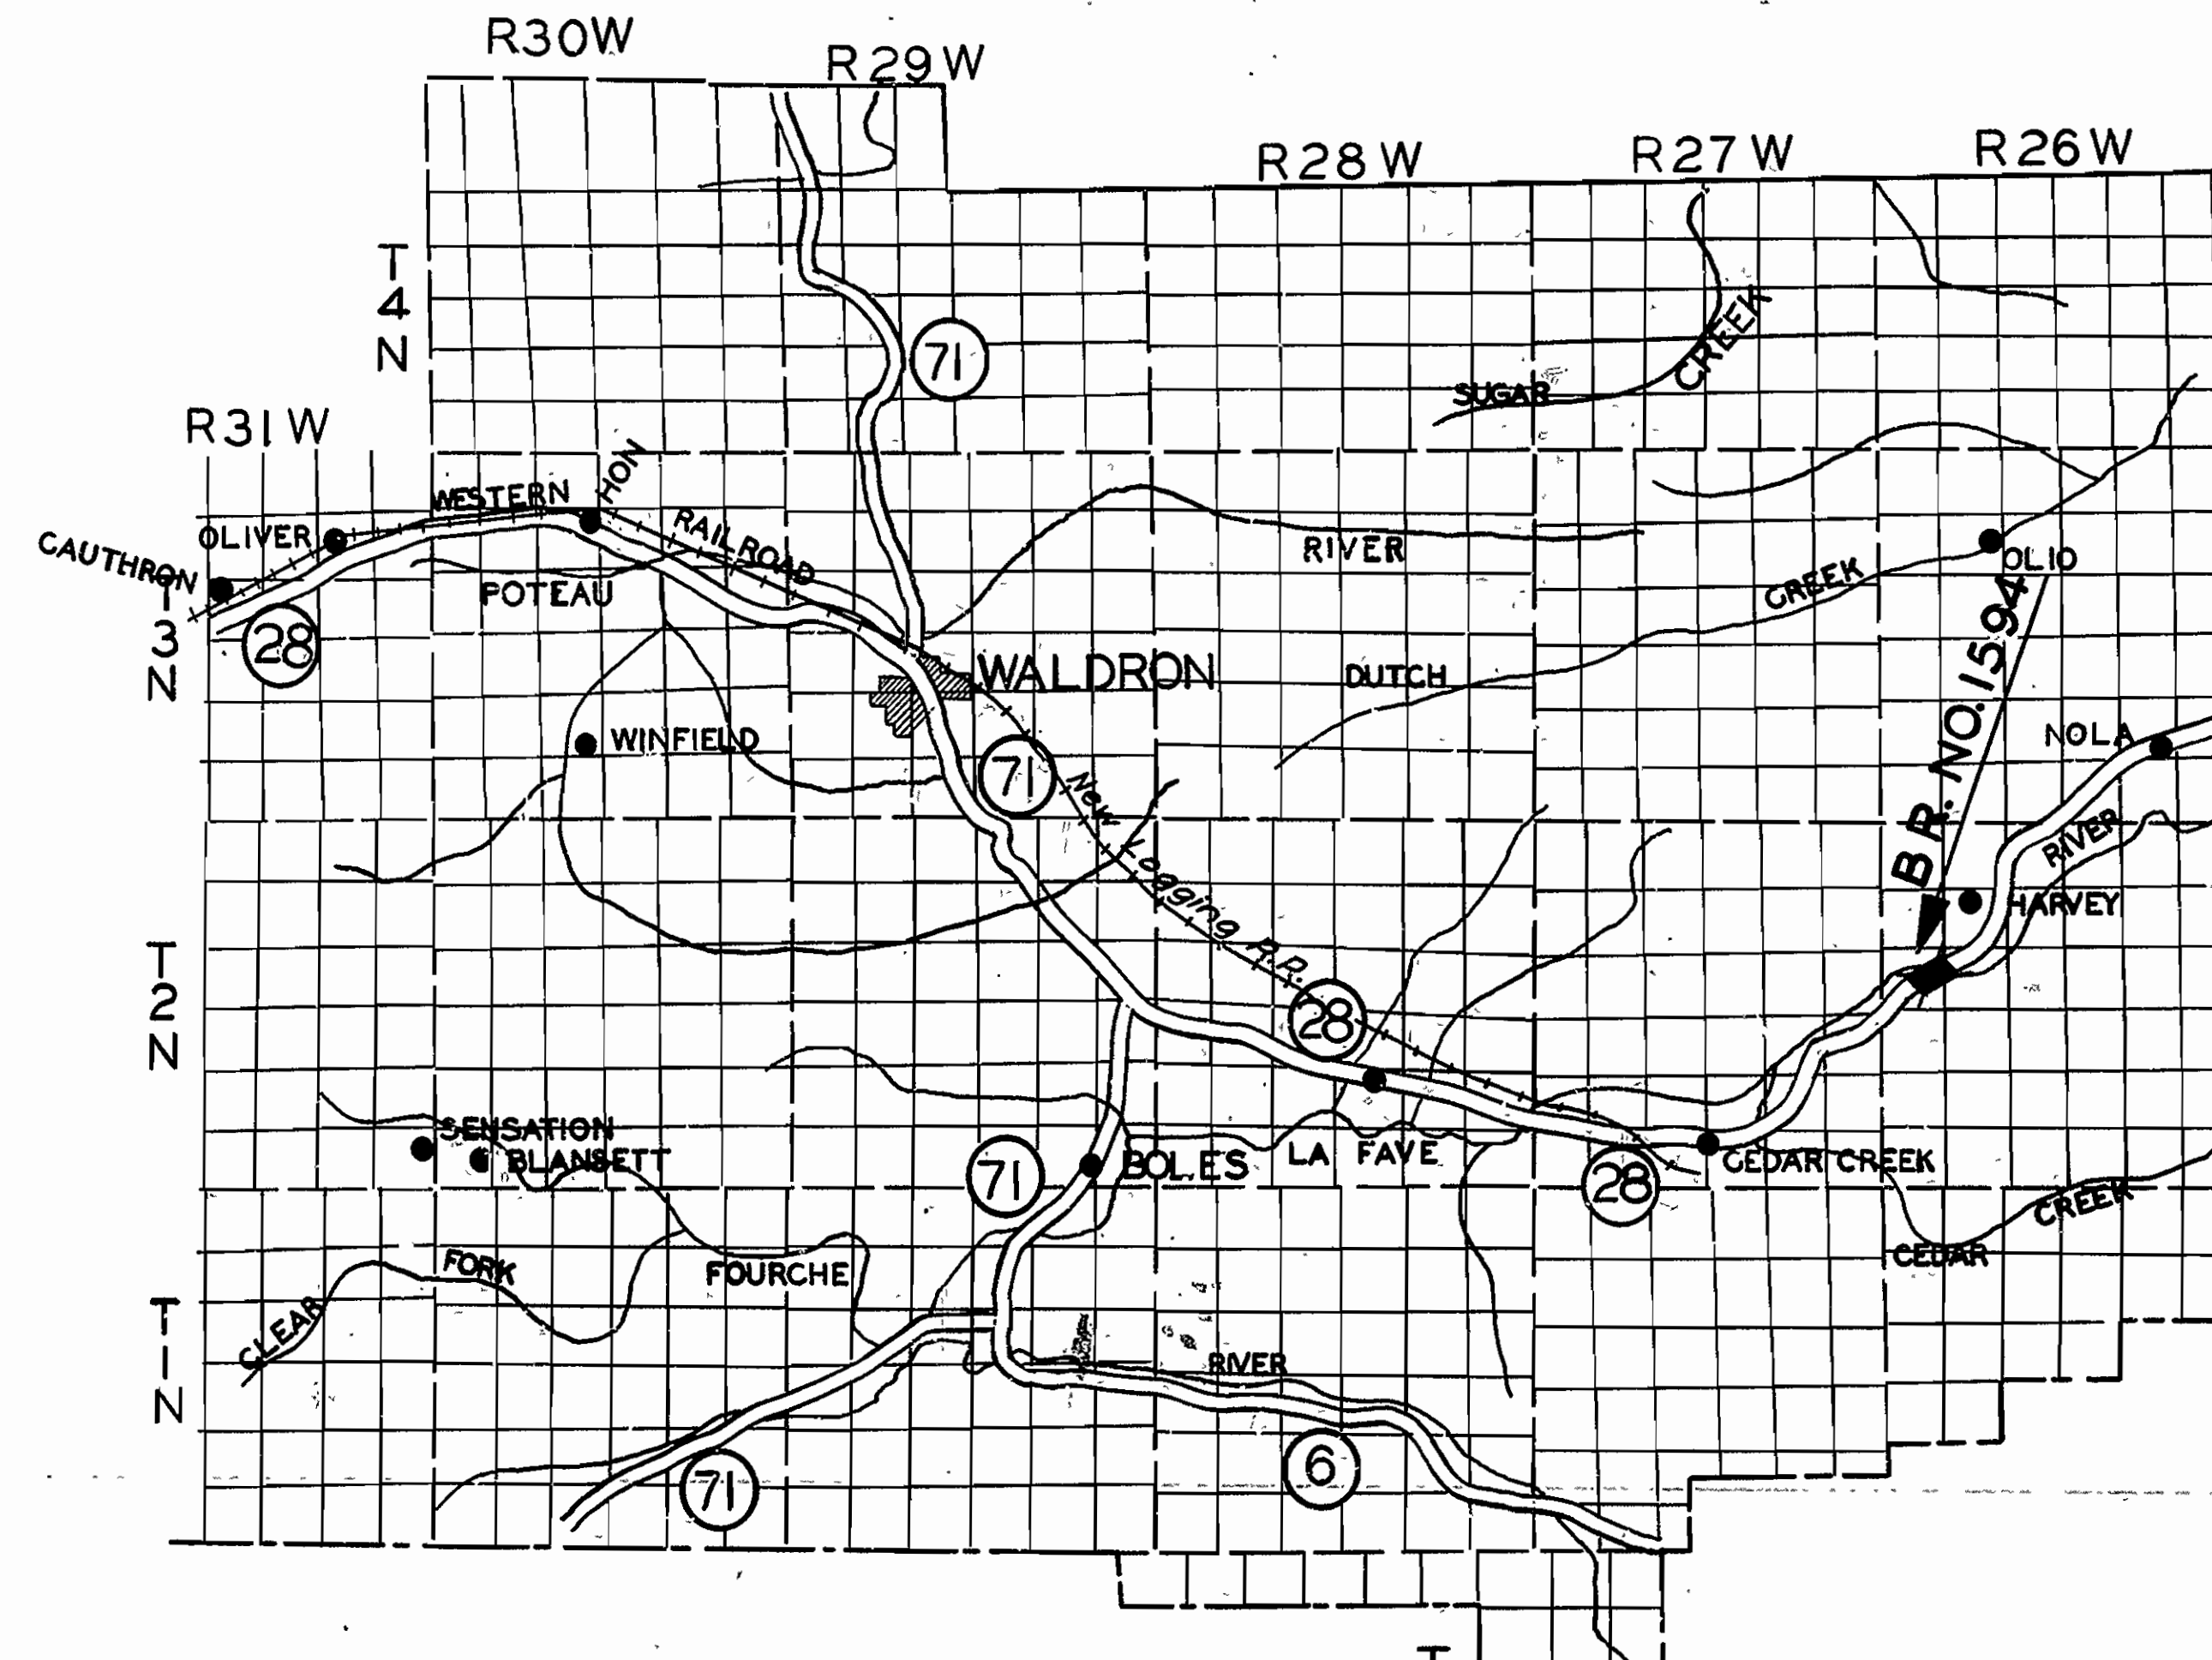 R30W
R29W
R28W
R27W
R26W
T
4
N
71
CREEK
SUGAR
R31W
HON
WESTERN
RAILROAD
OLIVER
CAUTHRON
RIVER
OLIO
CREEK
POTEAU
T
3
N
28
BR. NO. 1594
WALDRON
DUTCH
NOLA
WINFIELD
71
New Logging R.R.
RIVER
HARVEY
T
2
N
28
SENSATION
BLANSETT
71
BOLES
LA FAVE
28
CEDAR CREEK
CREEK
CEDAR
FORK
FOURCHE
CLEAR
T
1
N
RIVER
6
71
T